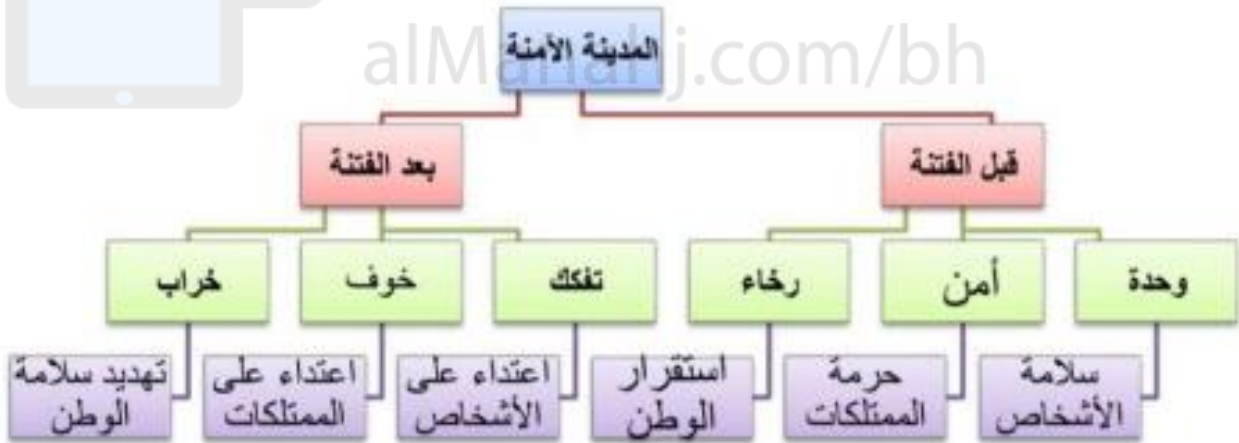 alManahj.com/bh
المدينة الآمنة
قبل الفتنة
بعد الفتنة
وحدة
أمن
رخاء
تفكك
خوف
خراب
سلامة
الأشخاص
حرمة
الممتلكات
استقرار
الوطن
اعتداء على
الأشخاص
اعتداء على
الممتلكات
تهديد سلامة
الوطن